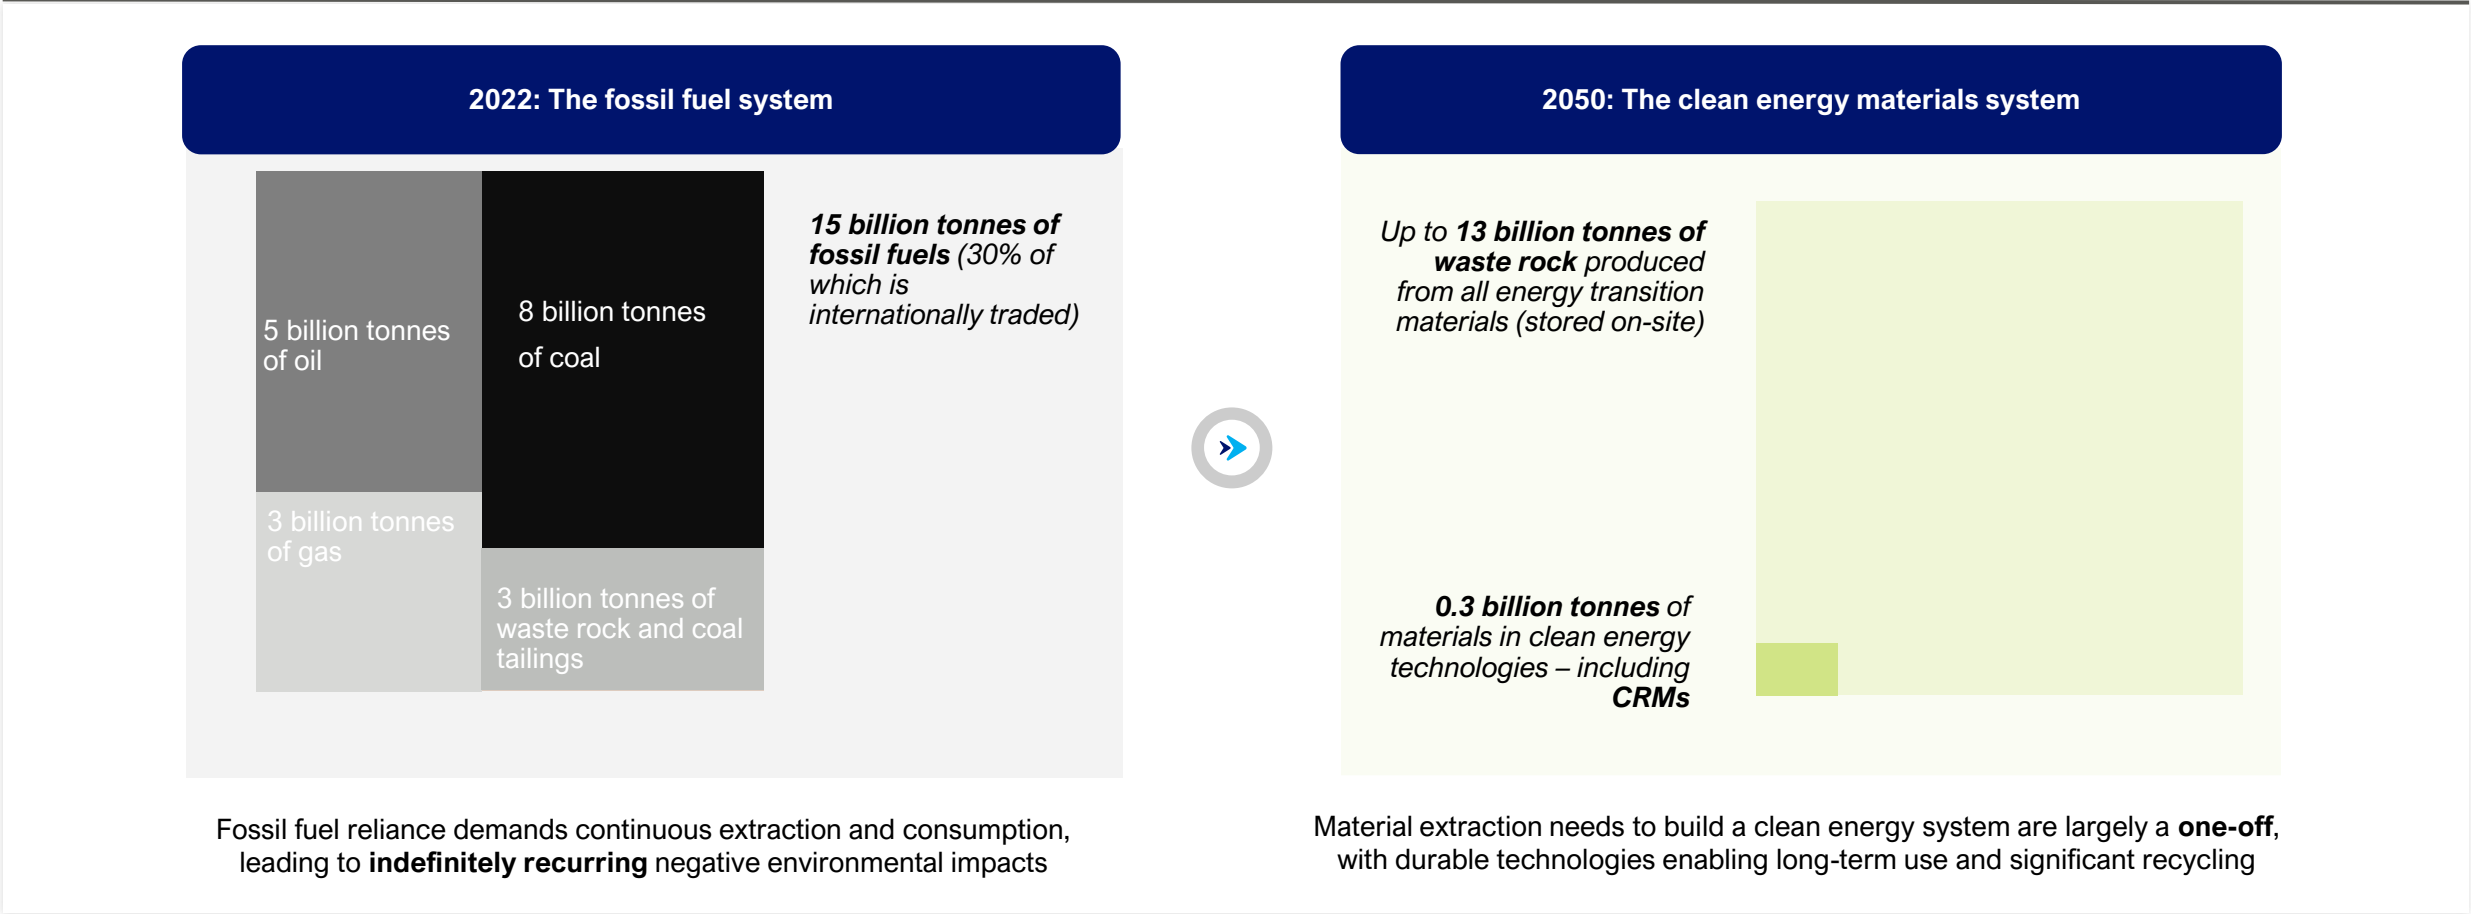 2022: The fossil fuel system
5 billion tonnes
of oil
8 billion tonnes
of coal
3 billion tonnes
of gas
3 billion tonnes of
waste rock and coal
tailings
15 billion tonnes of
fossil fuels (30% of
which is
internationally traded)
Fossil fuel reliance demands continuous extraction and consumption,
leading to indefinitely recurring negative environmental impacts
2050: The clean energy materials system
Up to 13 billion tonnes of
waste rock produced
from all energy transition
materials (stored on-site)
0.3 billion tonnes of
materials in clean energy
technologies – including
CRMs
Material extraction needs to build a clean energy system are largely a one-off,
with durable technologies enabling long-term use and significant recycling